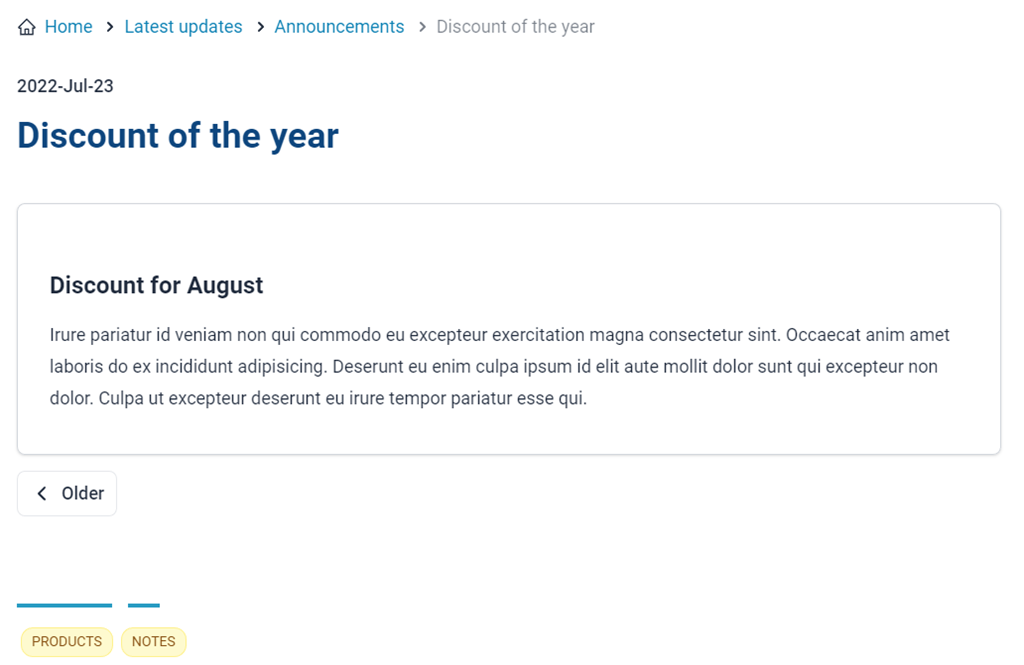 Home > Latest updates > Announcements > Discount of the year
2022-Jul-23
Discount of the year
Discount for August
Irure pariatur id veniam non qui commodo eu excepteur exercitation magna consectetur sint. Occaecat anim amet
laboris do ex incididunt adipisicing. Deserunt eu enim culpa ipsum id elit aute mollit dolor sunt qui excepteur non
dolor. Culpa ut excepteur deserunt eu irure tempor pariatur esse qui.
Older
PRODUCTS NOTES